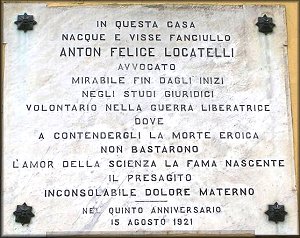 IN QUESTA CASA
NACQUE E VISSE FANCIULLO
ANTON FELICE LOCATELLI
AVVOCATO
MIRABILE FIN DAGLI INIZI
NEGLI STUDI GIURIDICI
VOLONTARIO NELLA GUERRA LIBERATRICE
DOVE
A CONTENDERGLI LA MORTE EROICA
NON BASTARONO
L'AMOR DELLA SCIENZA LA FAMA NASCENTE
IL PRESAGITO
INCONSOLABILE DOLORE MATERNO
NEL QUINTO ANNIVERSARIO
15 AGOSTO 1921